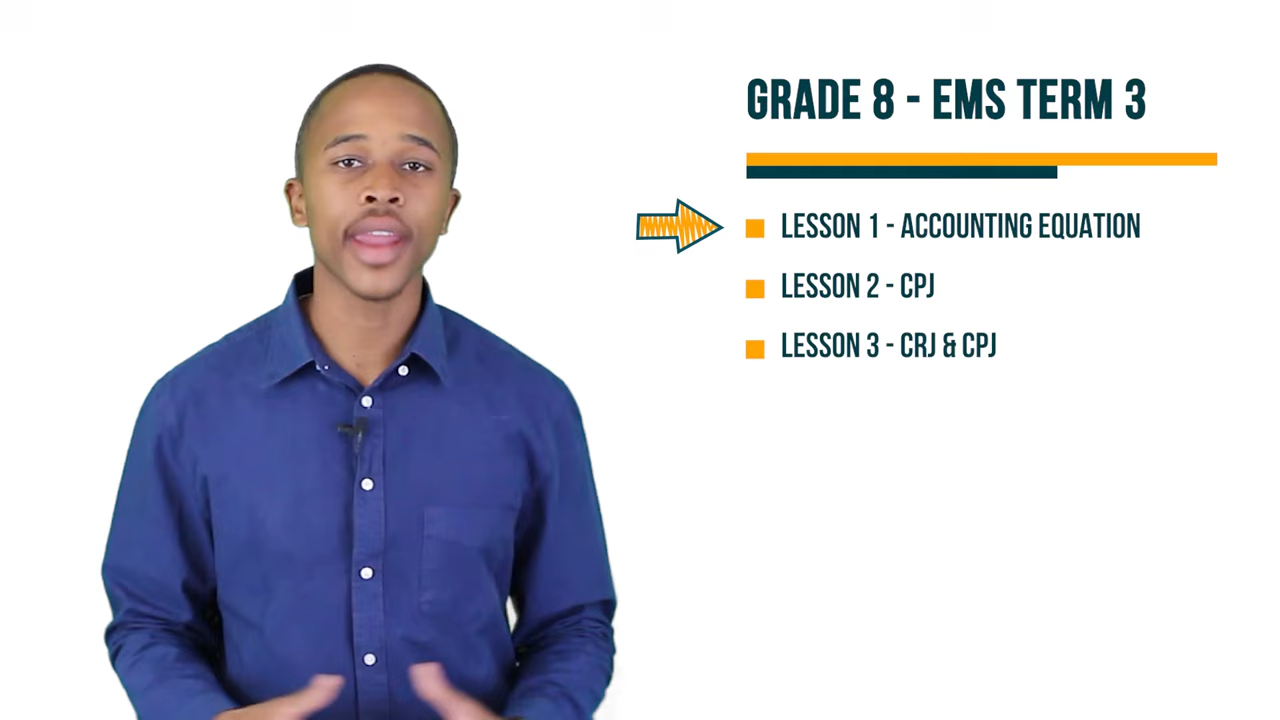 GRADE 8 - EMS TERM 3
LESSON 1 - ACCOUNTING EQUATION
LESSON 2 - CPJ
LESSON 3 - CRJ & CPJ